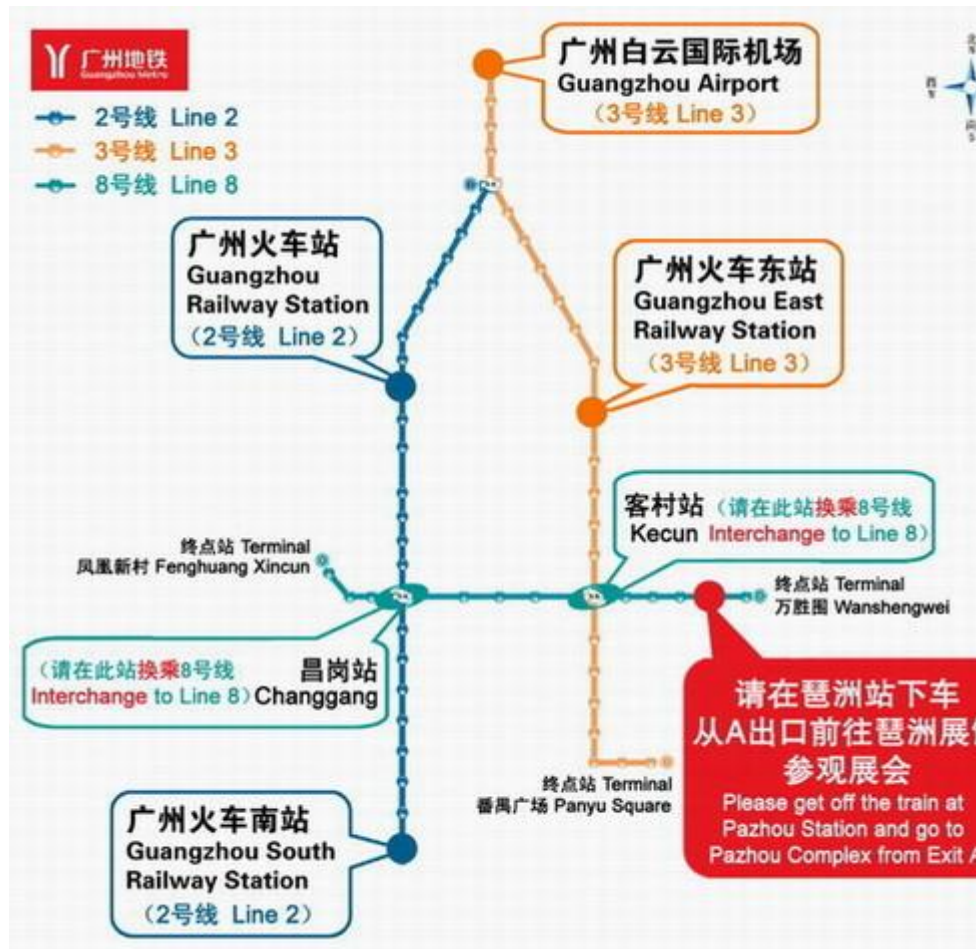 广州地铁
Guangzhou Metro
2号线 Line 2
3号线 Line 3
8号线 Line 8
广州白云国际机场
Guangzhou Airport
(3号线 Line 3)
北
西
南
广州火车站
Guangzhou
Railway Station
(2号线 Line 2)
广州火车东站
Guangzhou East
Railway Station
(3号线 Line 3)
客村站 (请在此站换乘8号线
Kecun Interchange to Line 8)
终点站 Terminal
凤凰新村 Fenghuang Xincun
终点站 Terminal
万胜围 Wanshengwei
(请在此站换乘8号线 昌岗站
Interchange to Line 8) Changgang
请在琶洲站下车
从A出口前往琶洲展
参观展会
Please get off the train at
Pazhou Station and go to
Pazhou Complex from Exit A
终点站 Terminal
番禺广场 Panyu Square
广州火车南站
Guangzhou South
Railway Station
(2号线 Line 2)